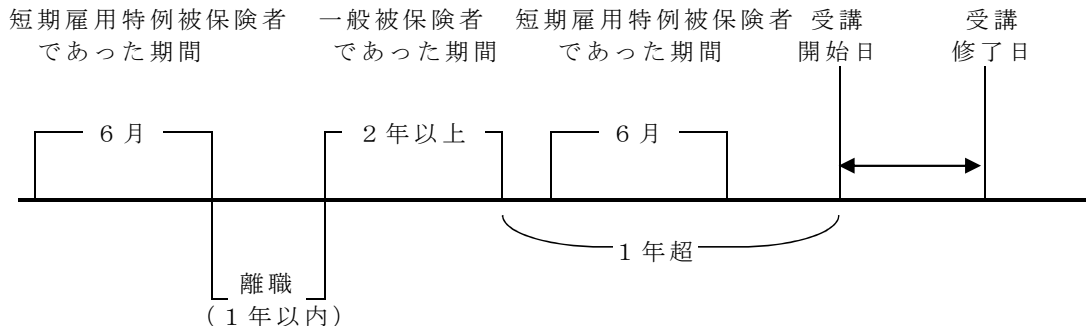 短期雇用特例被保険者
であった期間
一般被保険者
であった期間
短期雇用特例被保険者
であった期間
受講
開始日
受講
修了日
6月
2年以上
6月
1年超
離職
(1年以内)